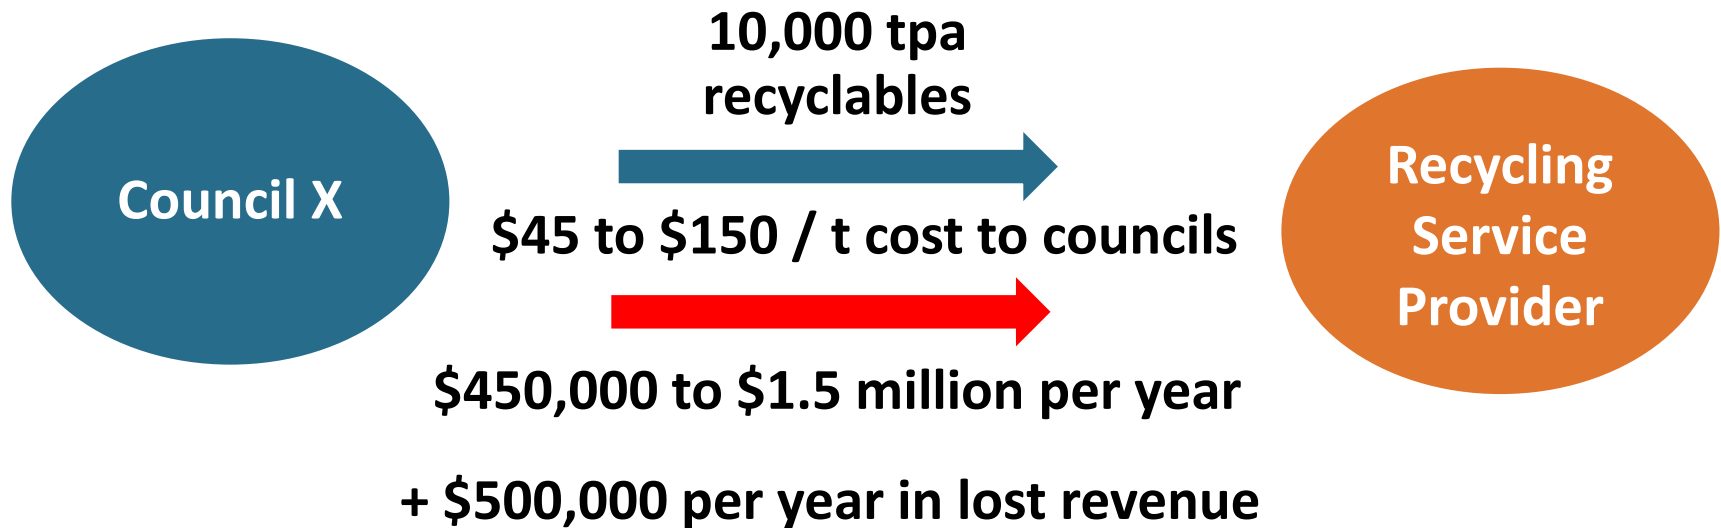 10,000 tpa
recyclables
Council X
$45 to $150 / t cost to councils
$450,000 to $1.5 million per year
+ $500,000 per year in lost revenue
Recycling
Service
Provider